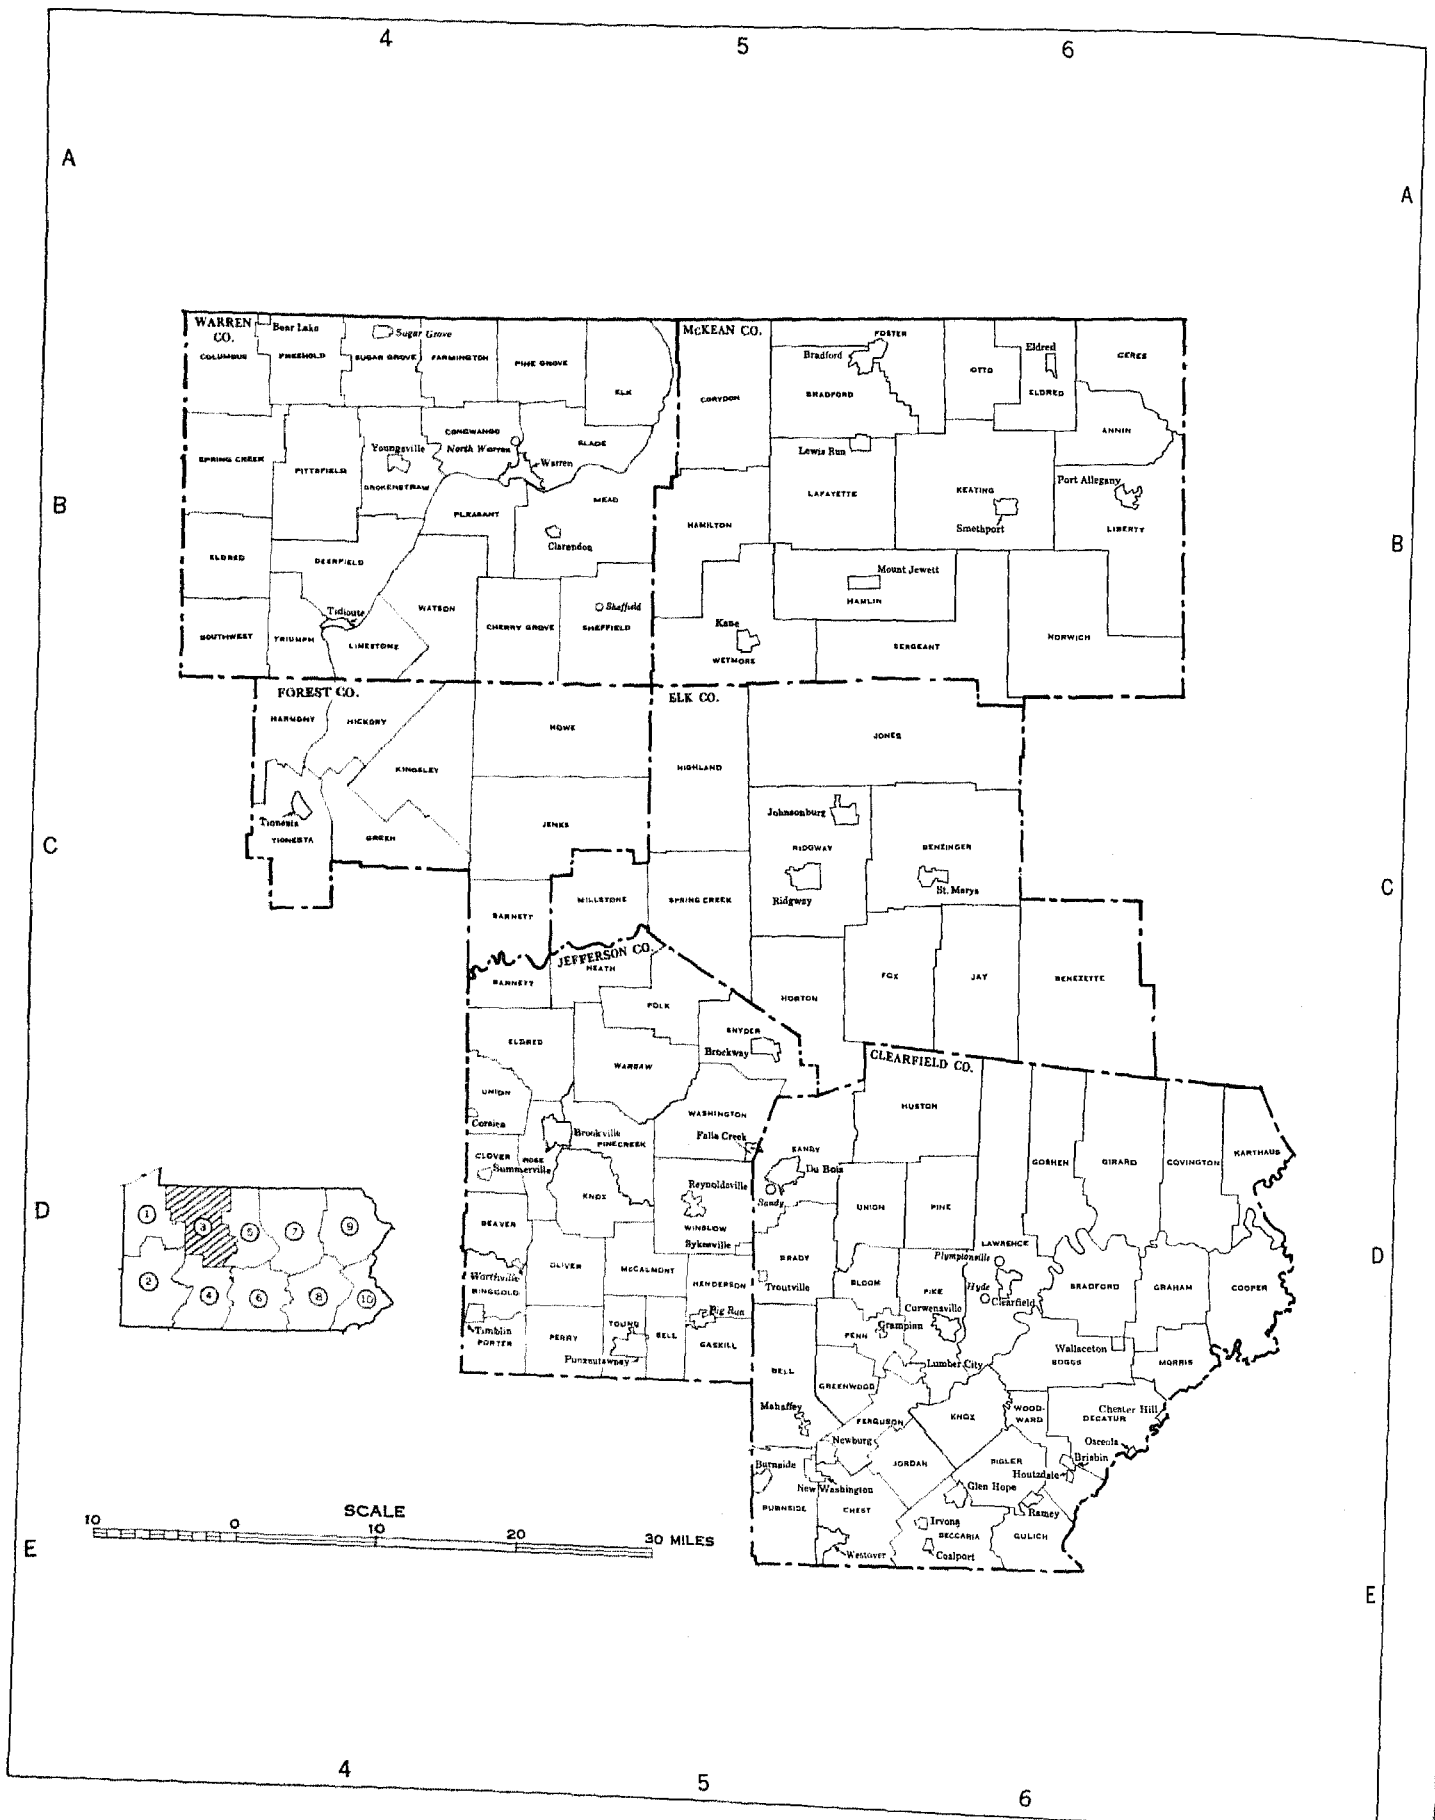 4
5
6
A
A
WARREN CO.
Bear Lake
Sugar Grove
COLUMBUS
FREEHOLD
SUGAR GROVE
FARMINGTON
PINE GROVE
ELK
McKEAN CO.
FOSTER
Bradford
BRADFORD
CORYDON
OTTO
Eldred
ELDRED
CERES
ANNIN
SPRING CREEK
PITTSFIELD
Youngsville
BROKENSTRAW
CONEWANGO
North Warren
Warren
GLADE
MEAD
PLEASANT
Clarendon
Lewis Run
LAFAYETTE
KEATING
Smethport
Port Allegany
LIBERTY
HAMILTON
B
B
ELDRED
DEERFIELD
Tidioute
WATSON
SOUTHWEST
TRIUMPH
LIMESTONE
CHERRY GROVE
Sheffield
SHEFFIELD
Mount Jewett
HAMLIN
Kane
WETMORE
SERGEANT
NORWICH
FOREST CO.
HARMONY
HICKORY
HOWE
KINGSLEY
Tionesta
TIONESTA
GREEN
JENKS
BARNETT
ELK CO.
JONES
HIGHLAND
Johnsonburg
RIDGWAY
Ridgway
BENZINGER
St. Marys
MILLSTONE
SPRING CREEK
HORTON
FOX
JAY
BENEZETTE
C
C
JEFFERSON CO.
HEATH
BARNETT
POLK
SNYDER
Brockway
ELDRED
WARSAW
UNION
Corsica
WASHINGTON
Falls Creek
Brookville
PINECREEK
CLOVER
ROSE
Summerville
KNOX
Reynoldsville
WINSLOW
Sykesville
BEAVER
OLIVER
McCALMONT
HENDERSON
Worthville
RINGGOLD
Timblin
PORTER
PERRY
YOUNG
BELL
Big Run
GASKILL
Punxsutawney
CLEARFIELD CO.
HUSTON
SANDY
Du Bois
Sandy
GOSHEN
GIRARD
COVINGTON
KARTHAUS
UNION
PINE
LAWRENCE
BRADY
Troutville
BLOOM
PIKE
Plymptonville
Hyde
Clearfield
BRADFORD
GRAHAM
COOPER
Curwensville
Grampian
PENN
Lumber City
Wallaceton
BOGGS
MORRIS
BELL
GREENWOOD
Mahaffey
FERGUSON
KNOX
WOOD-
WARD
Chester Hill
DECATUR
Osceola
Brisbin
Newburg
JORDAN
BIGLER
Houtzdale
Burnside
New Washington
Glen Hope
Ramey
BURNSIDE
CHEST
Irvona
BECCARIA
GULICH
Westover
Coalport
D
D
1
2
3
4
5
6
7
8
9
10
SCALE
10
0
10
20
30 MILES
E
E
4
5
6